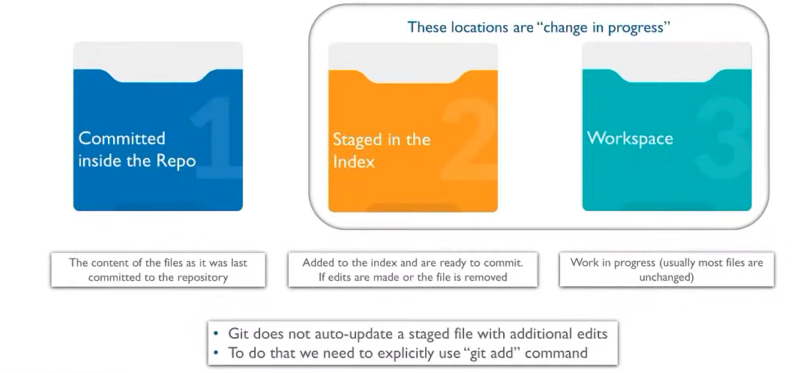 These locations are “change in progress”
1
Committed
inside the Repo
2
Staged in the
Index
3
Workspace
The content of the files as it was last
committed to the repository
Added to the index and are ready to commit.
If edits are made or the file is removed
Work in progress (usually most files are
unchanged)
• Git does not auto-update a staged file with additional edits
• To do that we need to explicitly use “git add” command